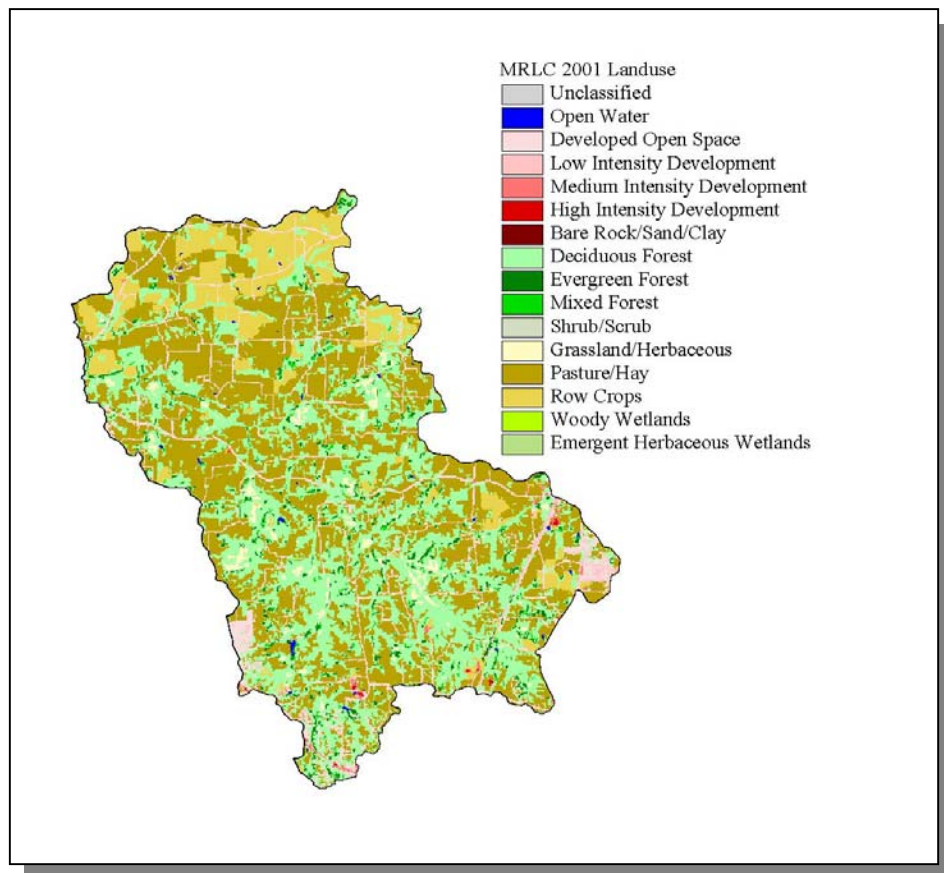 MRLC 2001 Landuse
Unclassified
Open Water
Developed Open Space
Low Intensity Development
Medium Intensity Development
High Intensity Development
Bare Rock/Sand/Clay
Deciduous Forest
Evergreen Forest
Mixed Forest
Shrub/Scrub
Grassland/Herbaceous
Pasture/Hay
Row Crops
Woody Wetlands
Emergent Herbaceous Wetlands